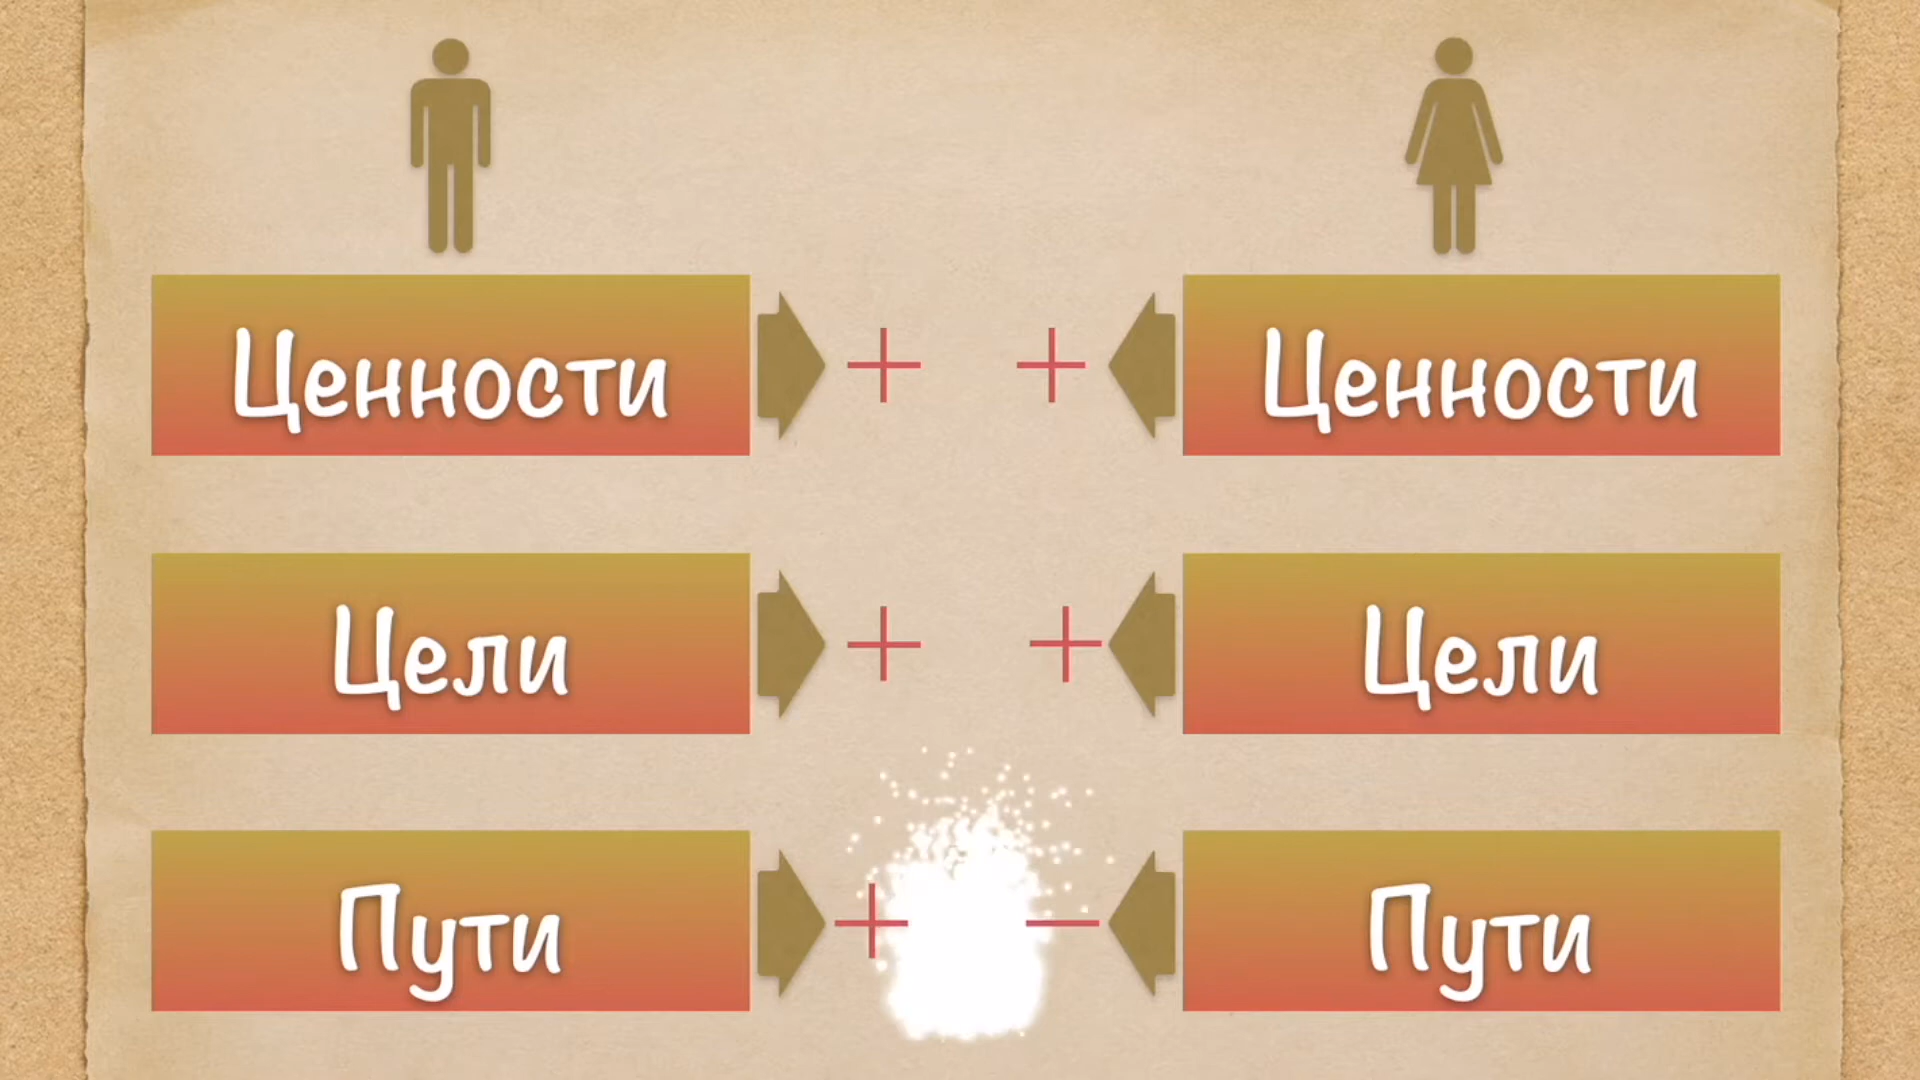 Ценности + + Ценности
Цели + + Цели
Пути + − Пути